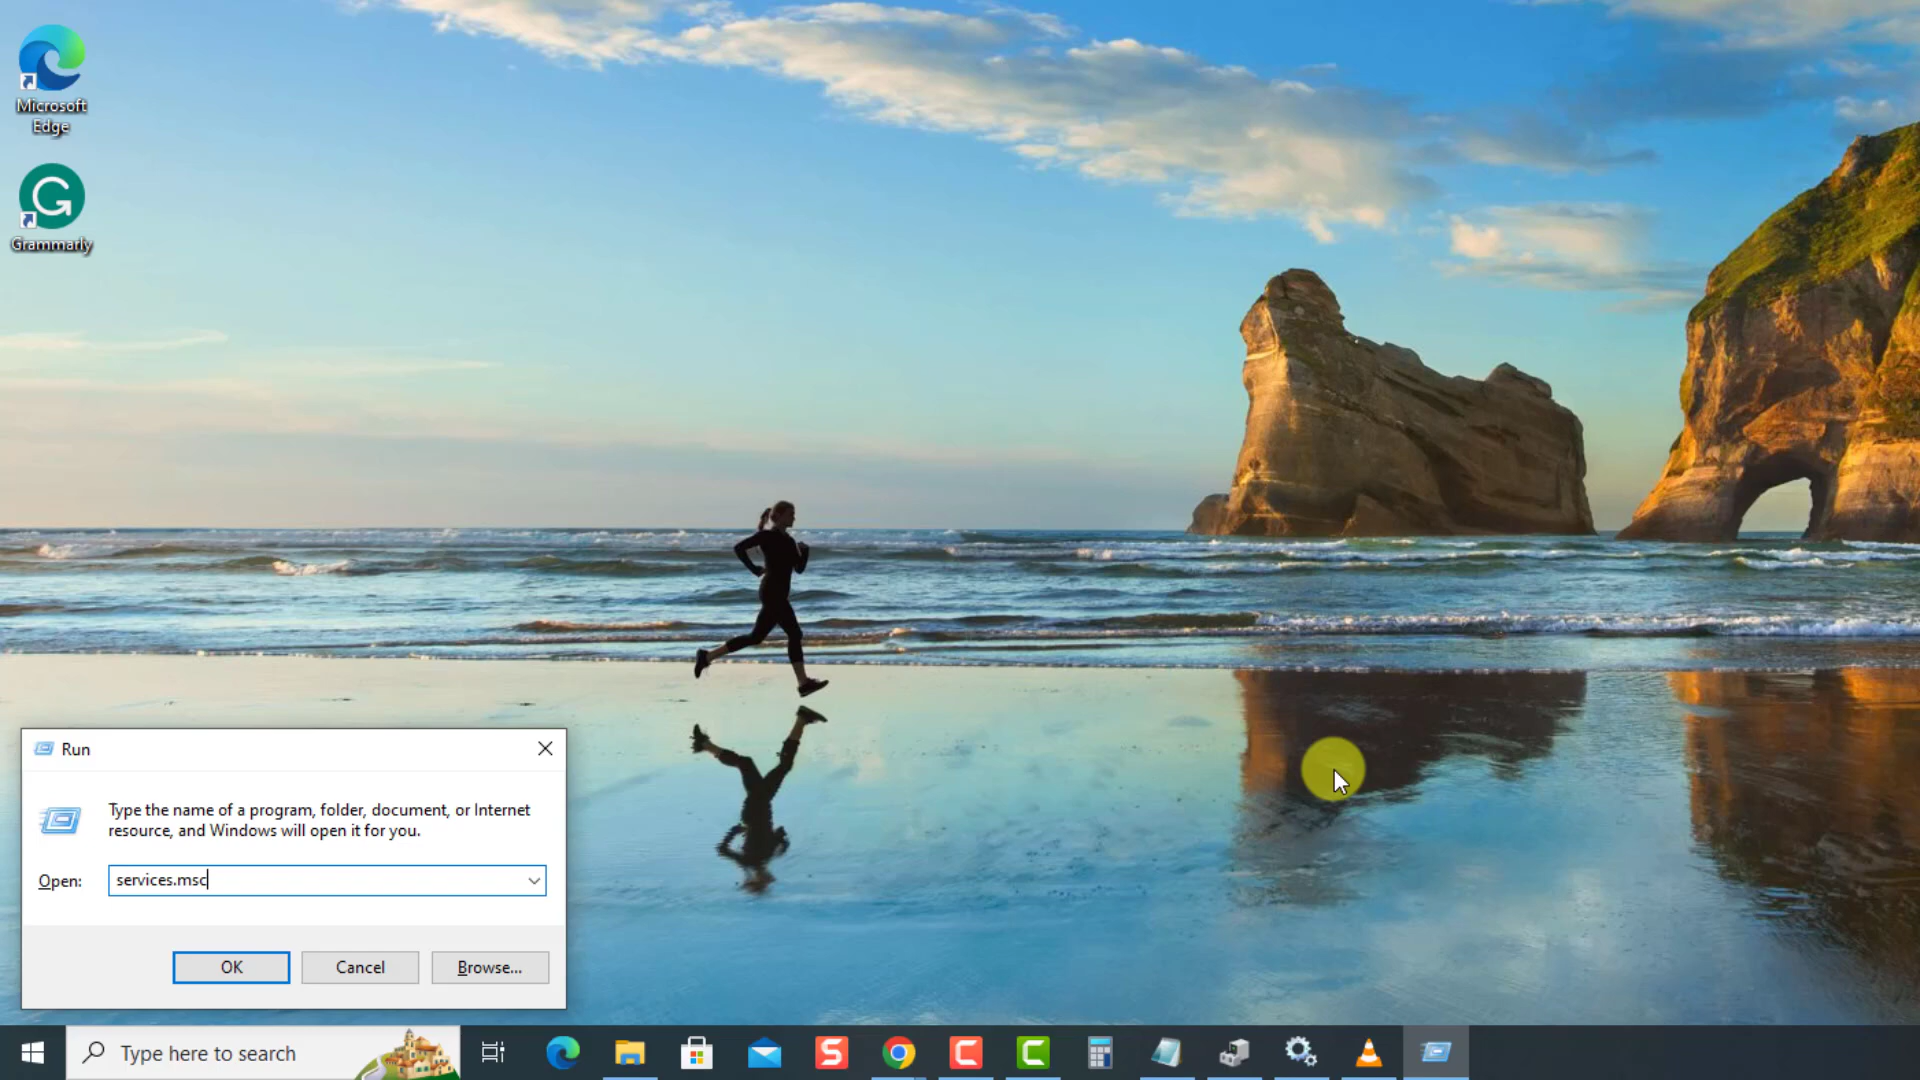 Microsoft
Edge
Grammarly
Run
Type the name of a program, folder, document, or Internet
resource, and Windows will open it for you.
Open: services.msc
OK Cancel Browse...
Type here to search